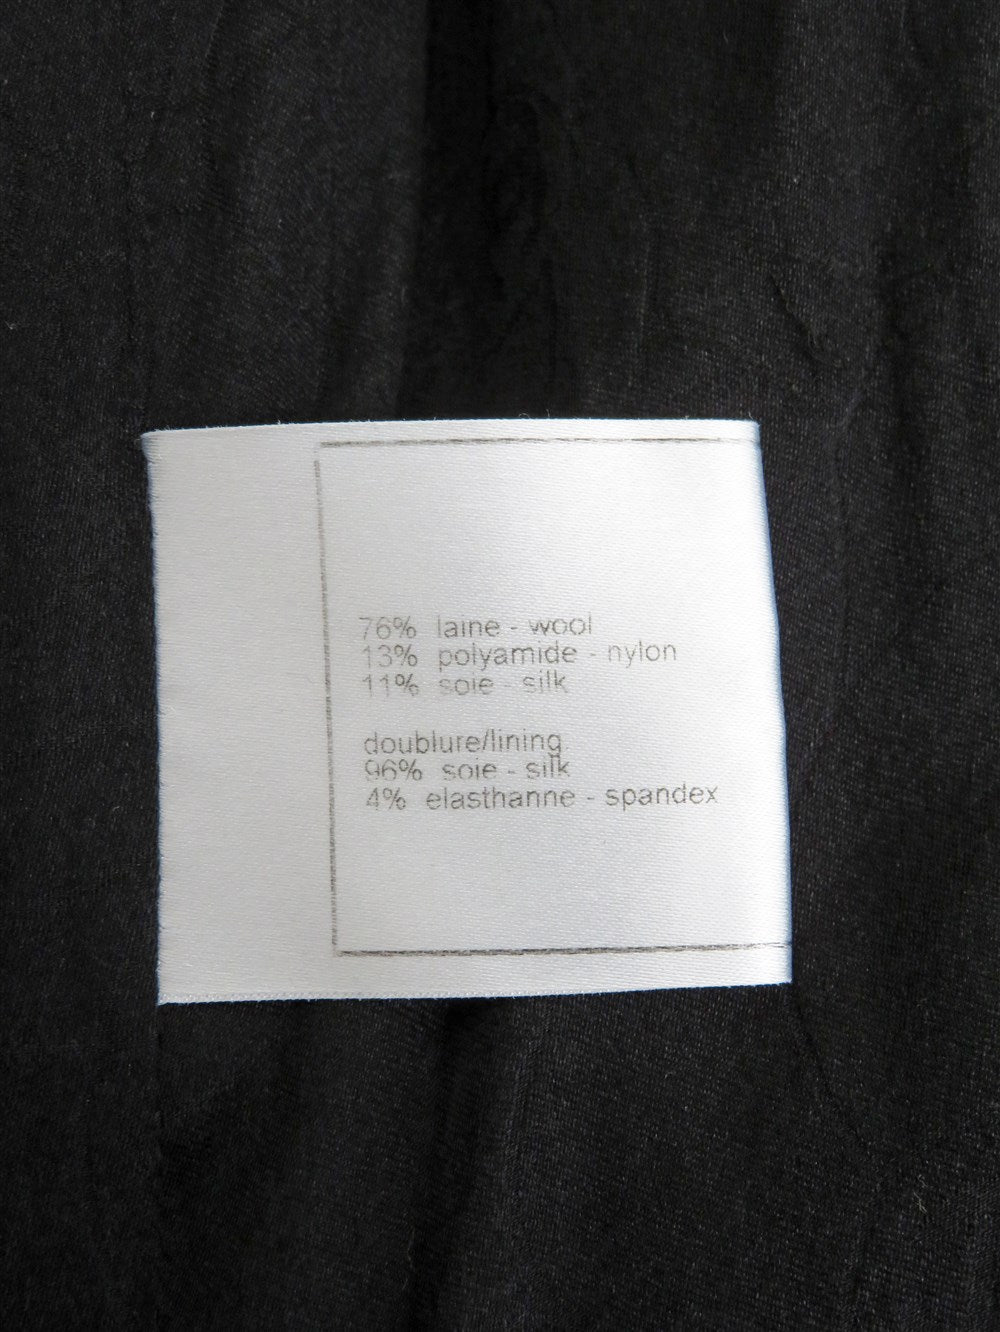 76% laine - wool
13% polyamide - nylon
11% soie - silk
doublure/lining
96% soie - silk
4% elasthanne - spandex